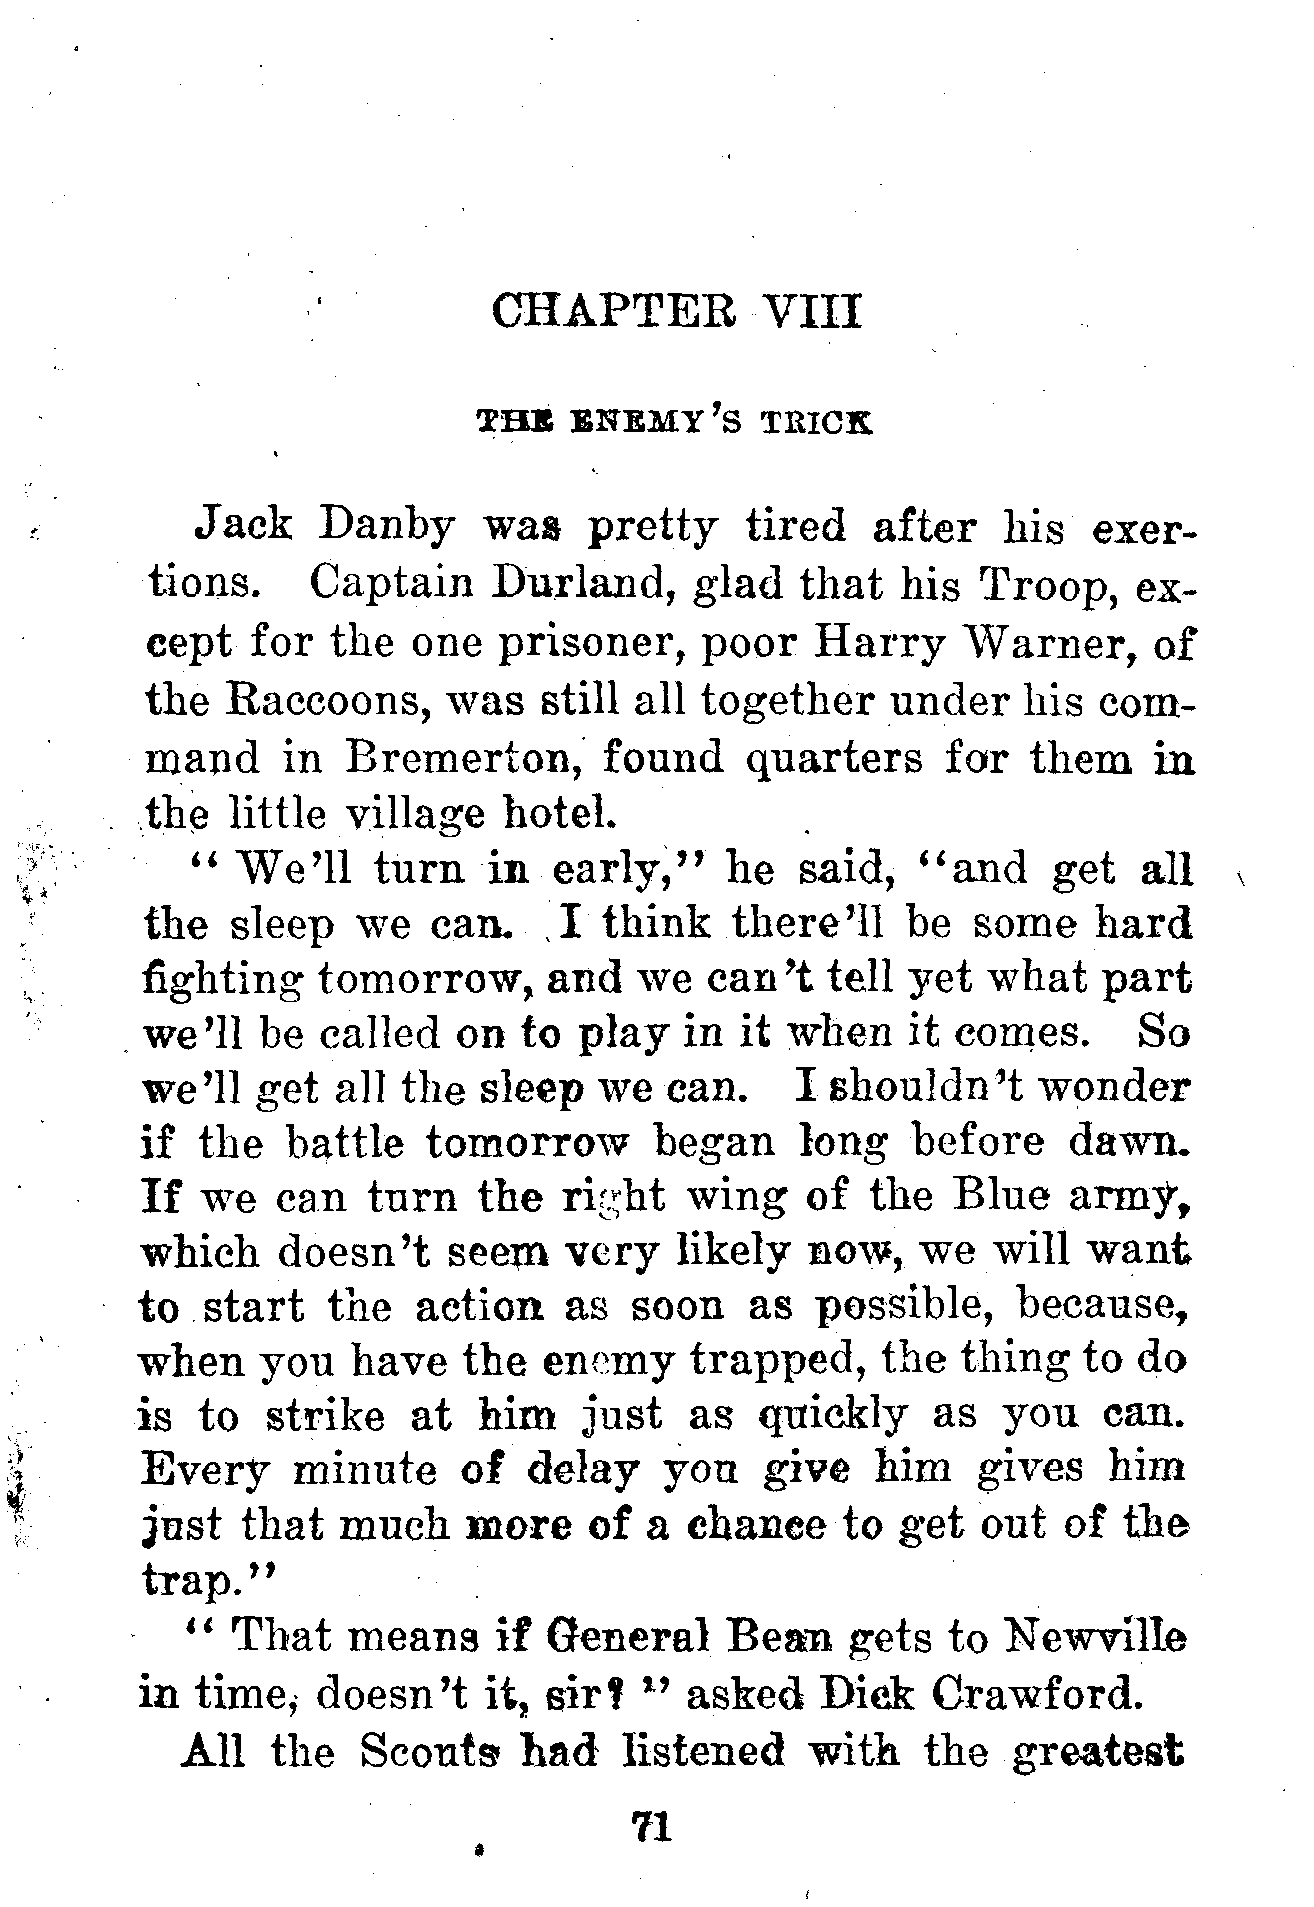 CHAPTER VIII
THE ENEMY'S TRICK
Jack Danby was pretty tired after his exer-
tions. Captain Durland, glad that his Troop, ex-
cept for the one prisoner, poor Harry Warner, of
the Raccoons, was still all together under his com-
mand in Bremerton, found quarters for them in
the little village hotel.
"We'll turn in early," he said, "and get all
the sleep we can. I think there'll be some hard
fighting tomorrow, and we can't tell yet what part
we'll be called on to play in it when it comes. So
we'll get all the sleep we can. I shouldn't wonder
if the battle tomorrow began long before dawn.
If we can turn the right wing of the Blue army,
which doesn't seem very likely now, we will want
to start the action as soon as possible, because,
when you have the enemy trapped, the thing to do
is to strike at him just as quickly as you can.
Every minute of delay you give him gives him
just that much more of a chance to get out of the
trap."
"That means if General Bean gets to Newville
in time, doesn't it, sir?" asked Dick Crawford.
All the Scouts had listened with the greatest
71